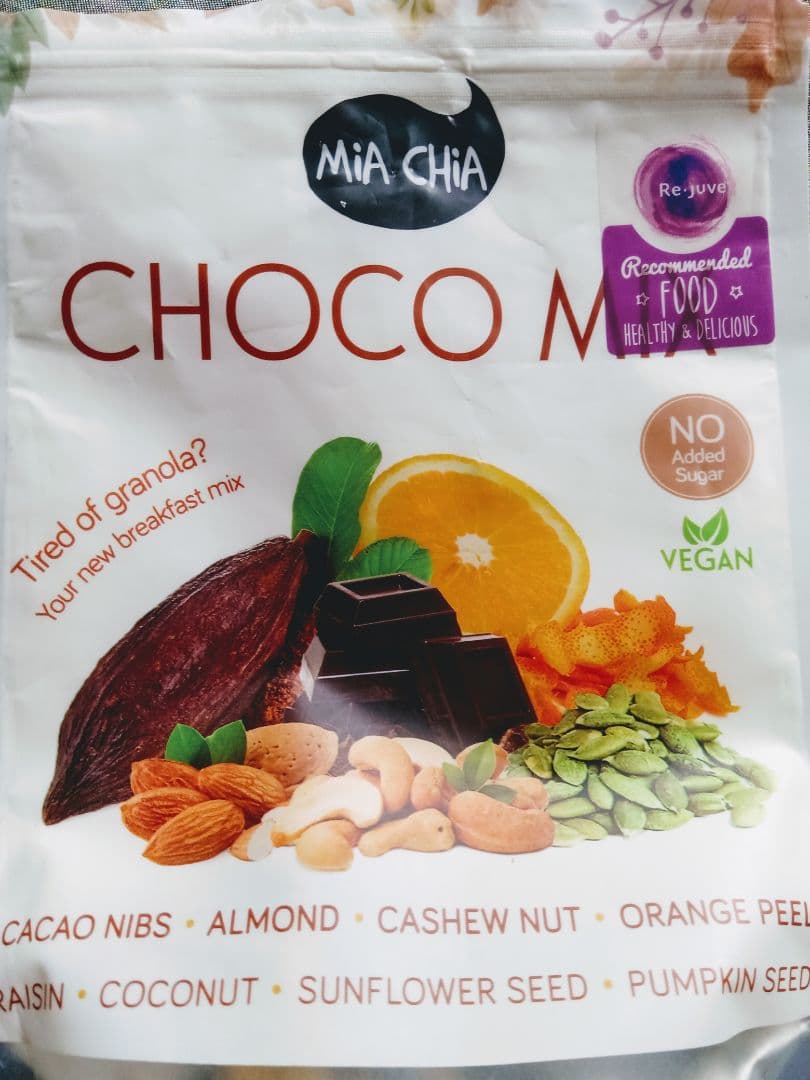 MiA CHiA
Re·juve
Recommended
FOOD
HEALTHY & DELICIOUS
CHOCO MIA
NO
Added
Sugar
VEGAN
Tired of granola?
Your new breakfast mix
CACAO NIBS • ALMOND • CASHEW NUT • ORANGE PEEL
RAISIN • COCONUT • SUNFLOWER SEED • PUMPKIN SEED